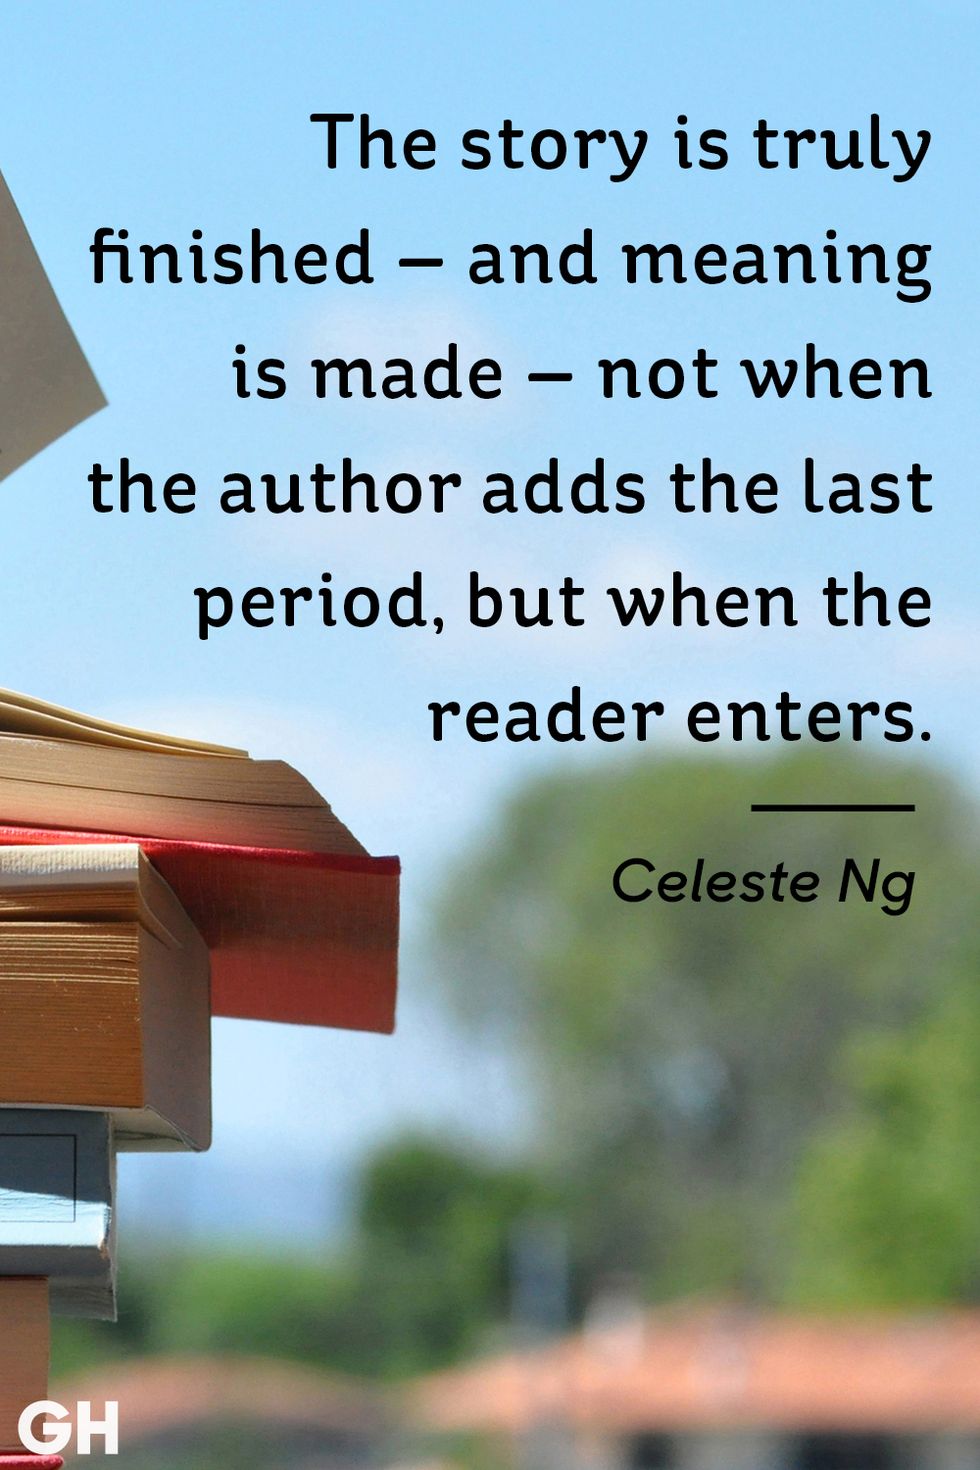 The story is truly
finished – and meaning
is made – not when
the author adds the last
period, but when the
reader enters.
Celeste Ng
GH